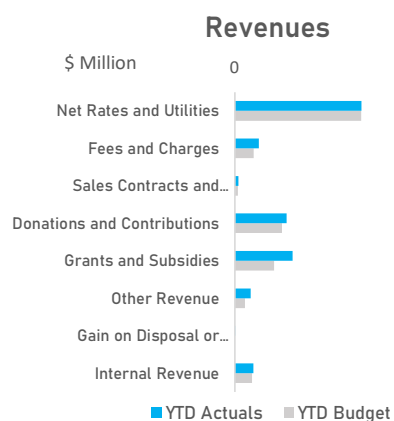 Revenues
$ Million
0
Net Rates and Utilities
Fees and Charges
Sales Contracts and...
Donations and Contributions
Grants and Subsidies
Other Revenue
Gain on Disposal or...
Internal Revenue
YTD Actuals YTD Budget